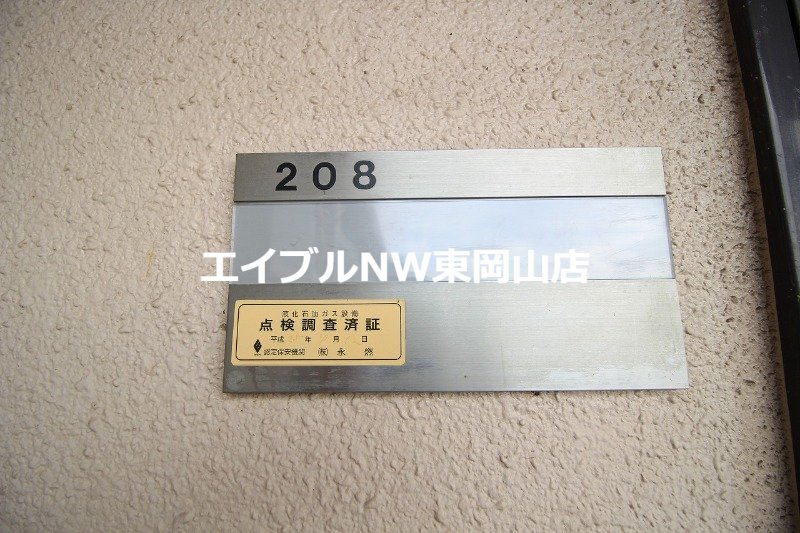 208
エイブルNW東岡山店
液化石油ガス設備
点検調査済証
平成 年 月 日
認定保安機関 ㈱永燃